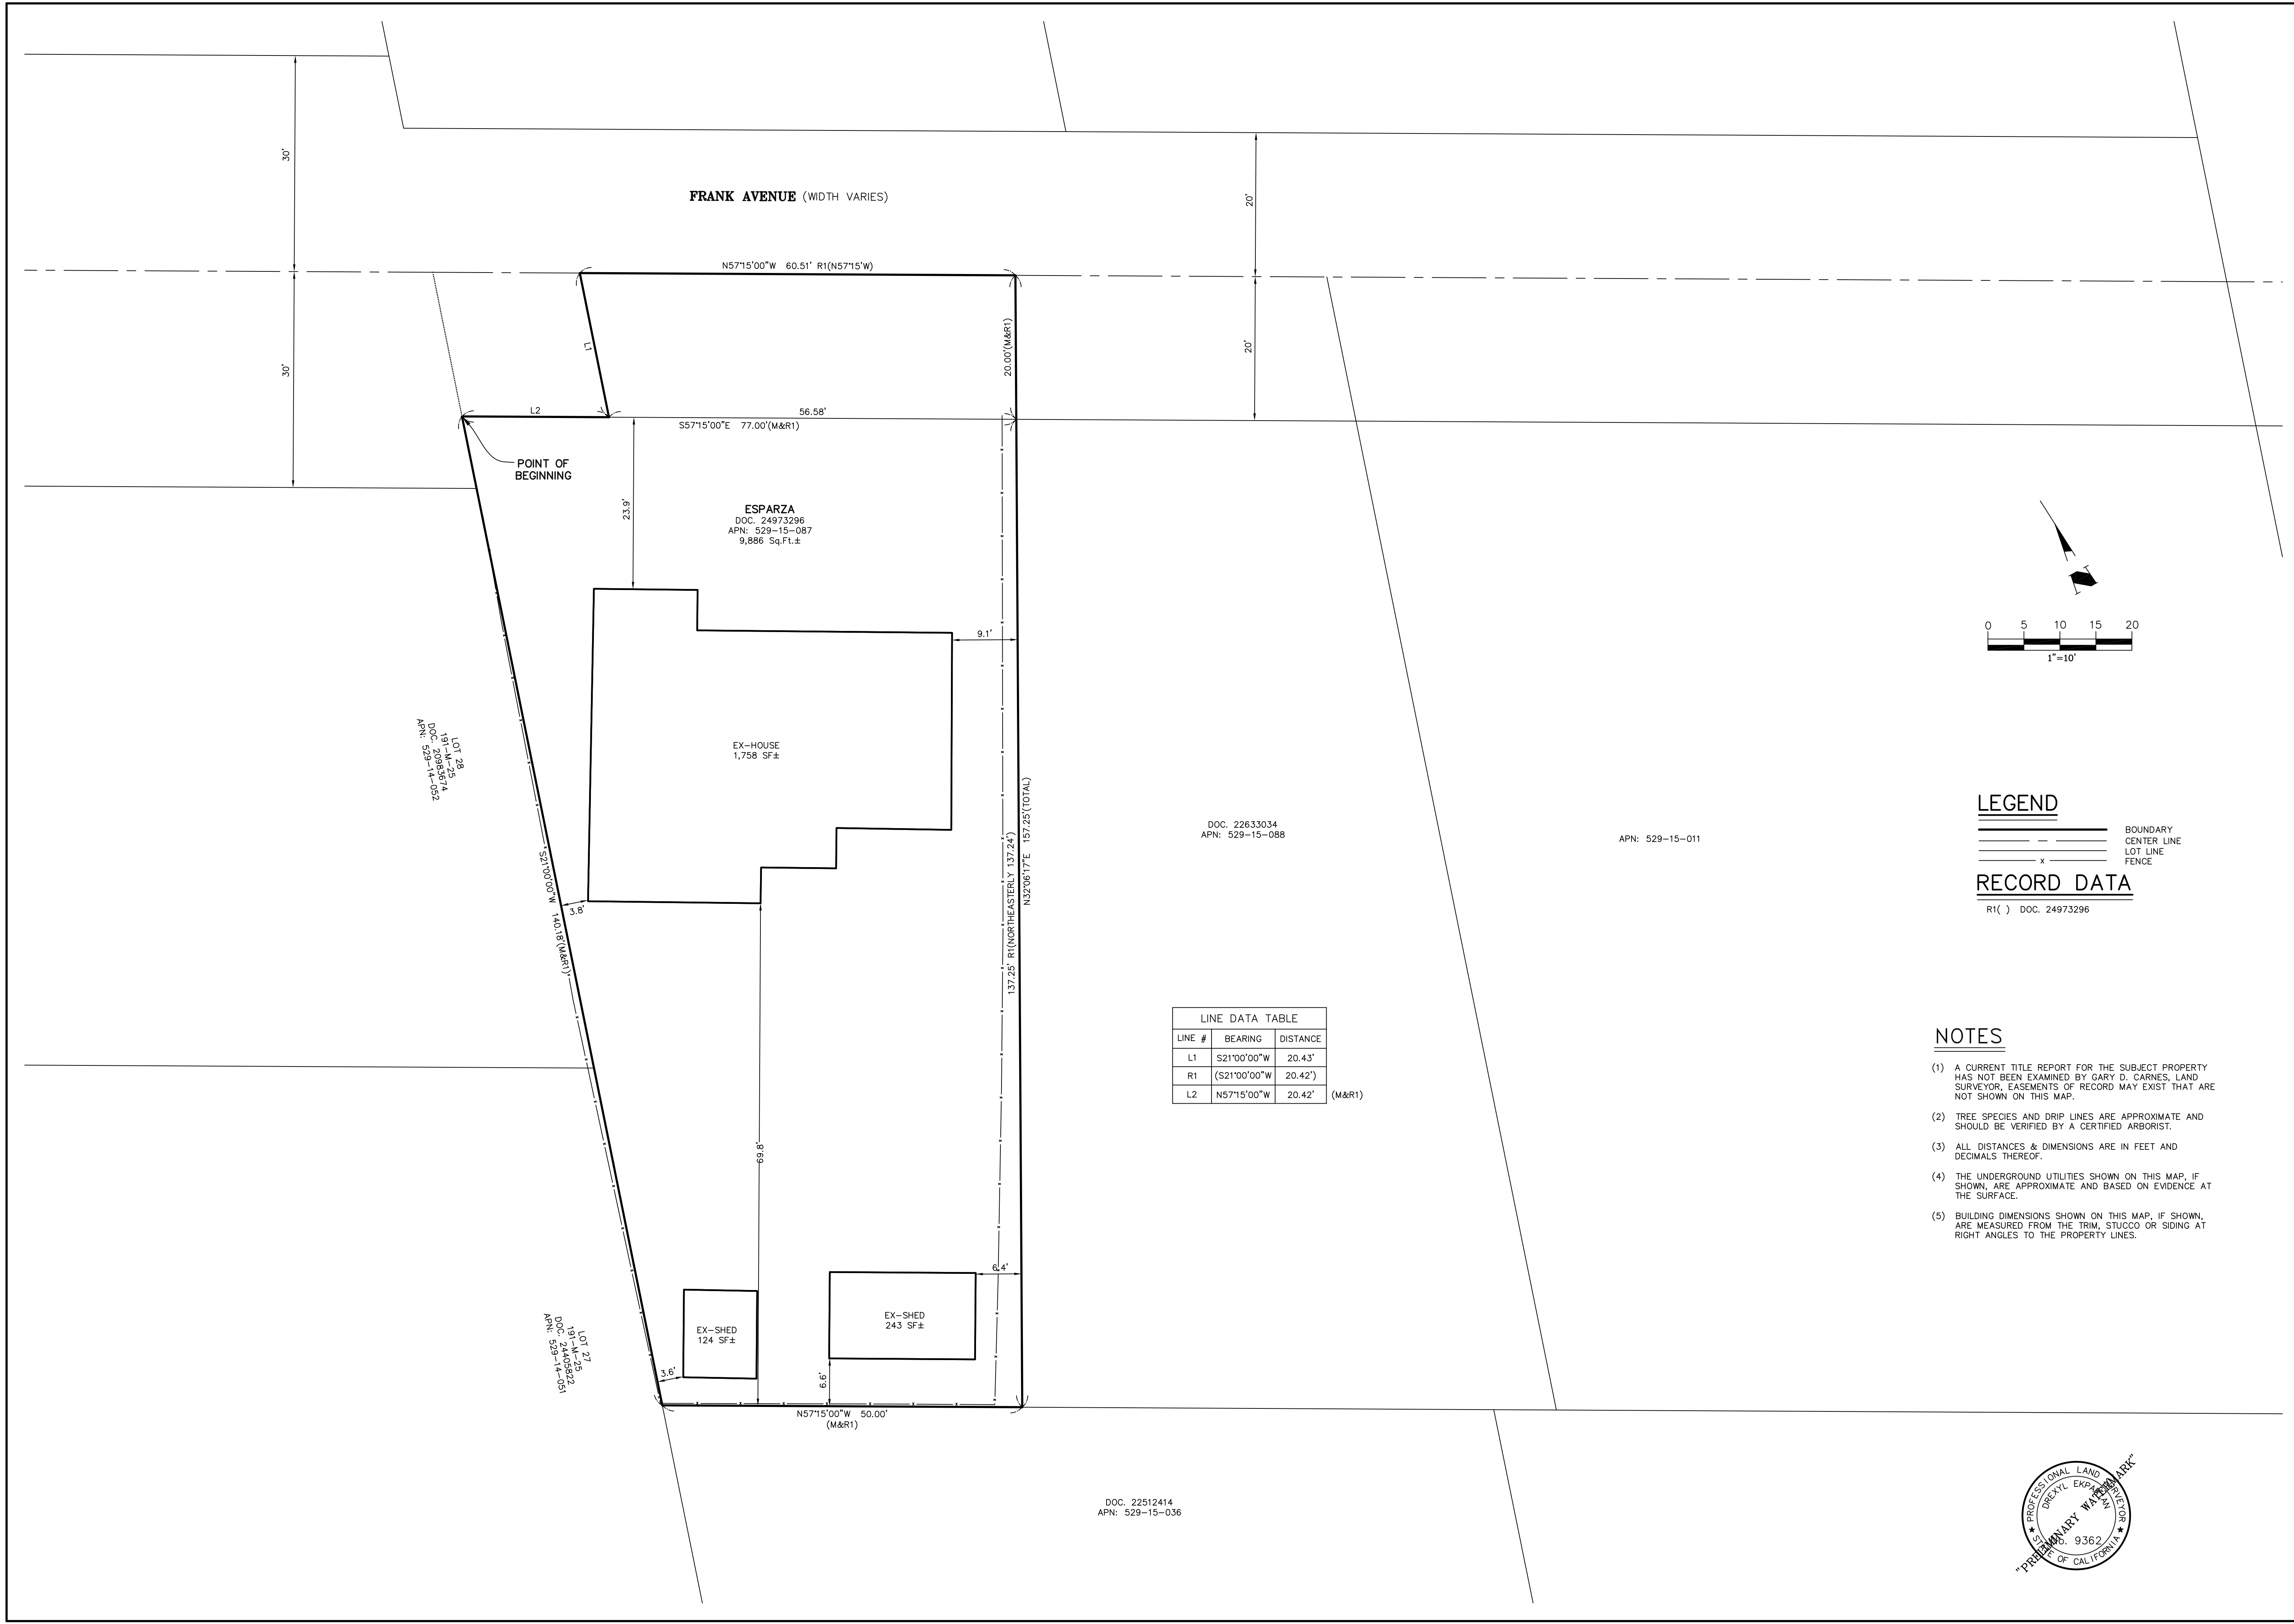 30'
FRANK AVENUE (WIDTH VARIES)
20'
N57°15'00"W 60.51' R1(N57°15'W)
30'
L1
20.00'(M&R1)
20'
L2
56.58'
S57°15'00"E 77.00'(M&R1)
POINT OF
BEGINNING
23.9'
ESPARZA
DOC. 24973296
APN: 529-15-087
9,886 Sq.Ft.±
9.1'
0 5 10 15 20
1"=10'
LOT 28
191-M-25
DOC. 20983674
APN: 529-14-052
EX-HOUSE
1,758 SF±
S21°00'00"W 140.18'(M&R1)
3.8'
137.25' R1(NORTHEASTERLY 137.24')
N32°06'17"E 157.25'(TOTAL)
DOC. 22633034
APN: 529-15-088
APN: 529-15-011
LEGEND
BOUNDARY
CENTER LINE
LOT LINE
x FENCE
RECORD DATA
R1( ) DOC. 24973296
LINE DATA TABLE
LINE # BEARING DISTANCE
L1 S21°00'00"W 20.43'
R1 (S21°00'00"W 20.42')
L2 N57°15'00"W 20.42' (M&R1)
NOTES
(1) A CURRENT TITLE REPORT FOR THE SUBJECT PROPERTY
HAS NOT BEEN EXAMINED BY GARY D. CARNES, LAND
SURVEYOR, EASEMENTS OF RECORD MAY EXIST THAT ARE
NOT SHOWN ON THIS MAP.
(2) TREE SPECIES AND DRIP LINES ARE APPROXIMATE AND
SHOULD BE VERIFIED BY A CERTIFIED ARBORIST.
(3) ALL DISTANCES & DIMENSIONS ARE IN FEET AND
DECIMALS THEREOF.
(4) THE UNDERGROUND UTILITIES SHOWN ON THIS MAP, IF
SHOWN, ARE APPROXIMATE AND BASED ON EVIDENCE AT
THE SURFACE.
(5) BUILDING DIMENSIONS SHOWN ON THIS MAP, IF SHOWN,
ARE MEASURED FROM THE TRIM, STUCCO OR SIDING AT
RIGHT ANGLES TO THE PROPERTY LINES.
69.8'
6.4'
EX-SHED
124 SF±
EX-SHED
243 SF±
LOT 27
191-M-25
DOC. 24405822
APN: 529-14-051
3.6'
6.6'
N57°15'00"W 50.00'
(M&R1)
DOC. 22512414
APN: 529-15-036
PROFESSIONAL LAND SURVEYOR
DREXYL
No. 9362
STATE OF CALIFORNIA
"PRELIMINARY WATERMARK"